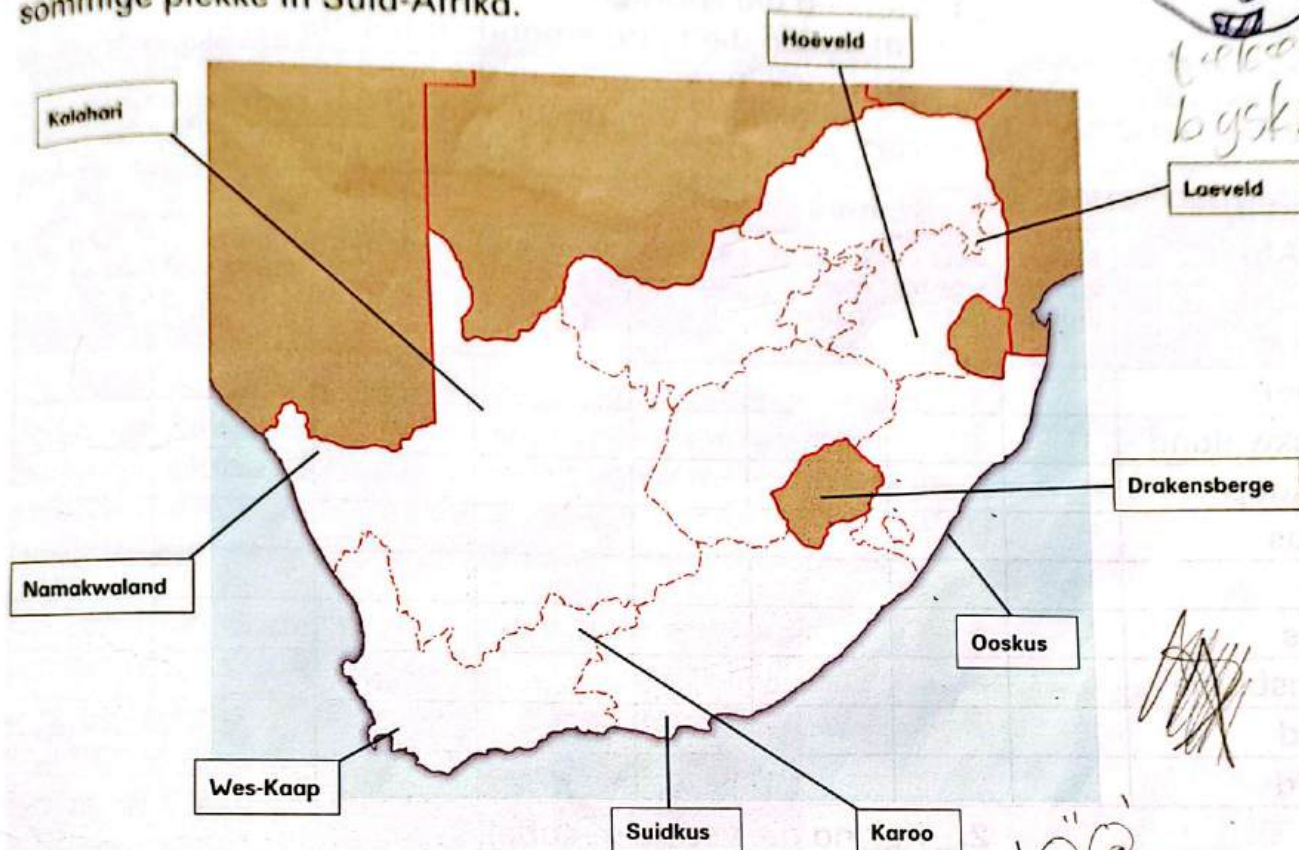 sommige plekke in Suid-Afrika.
Hoëveld
Kalahari
Laeveld
Drakensberge
Namakwaland
Ooskus
Wes-Kaap
Suidkus
Karoo